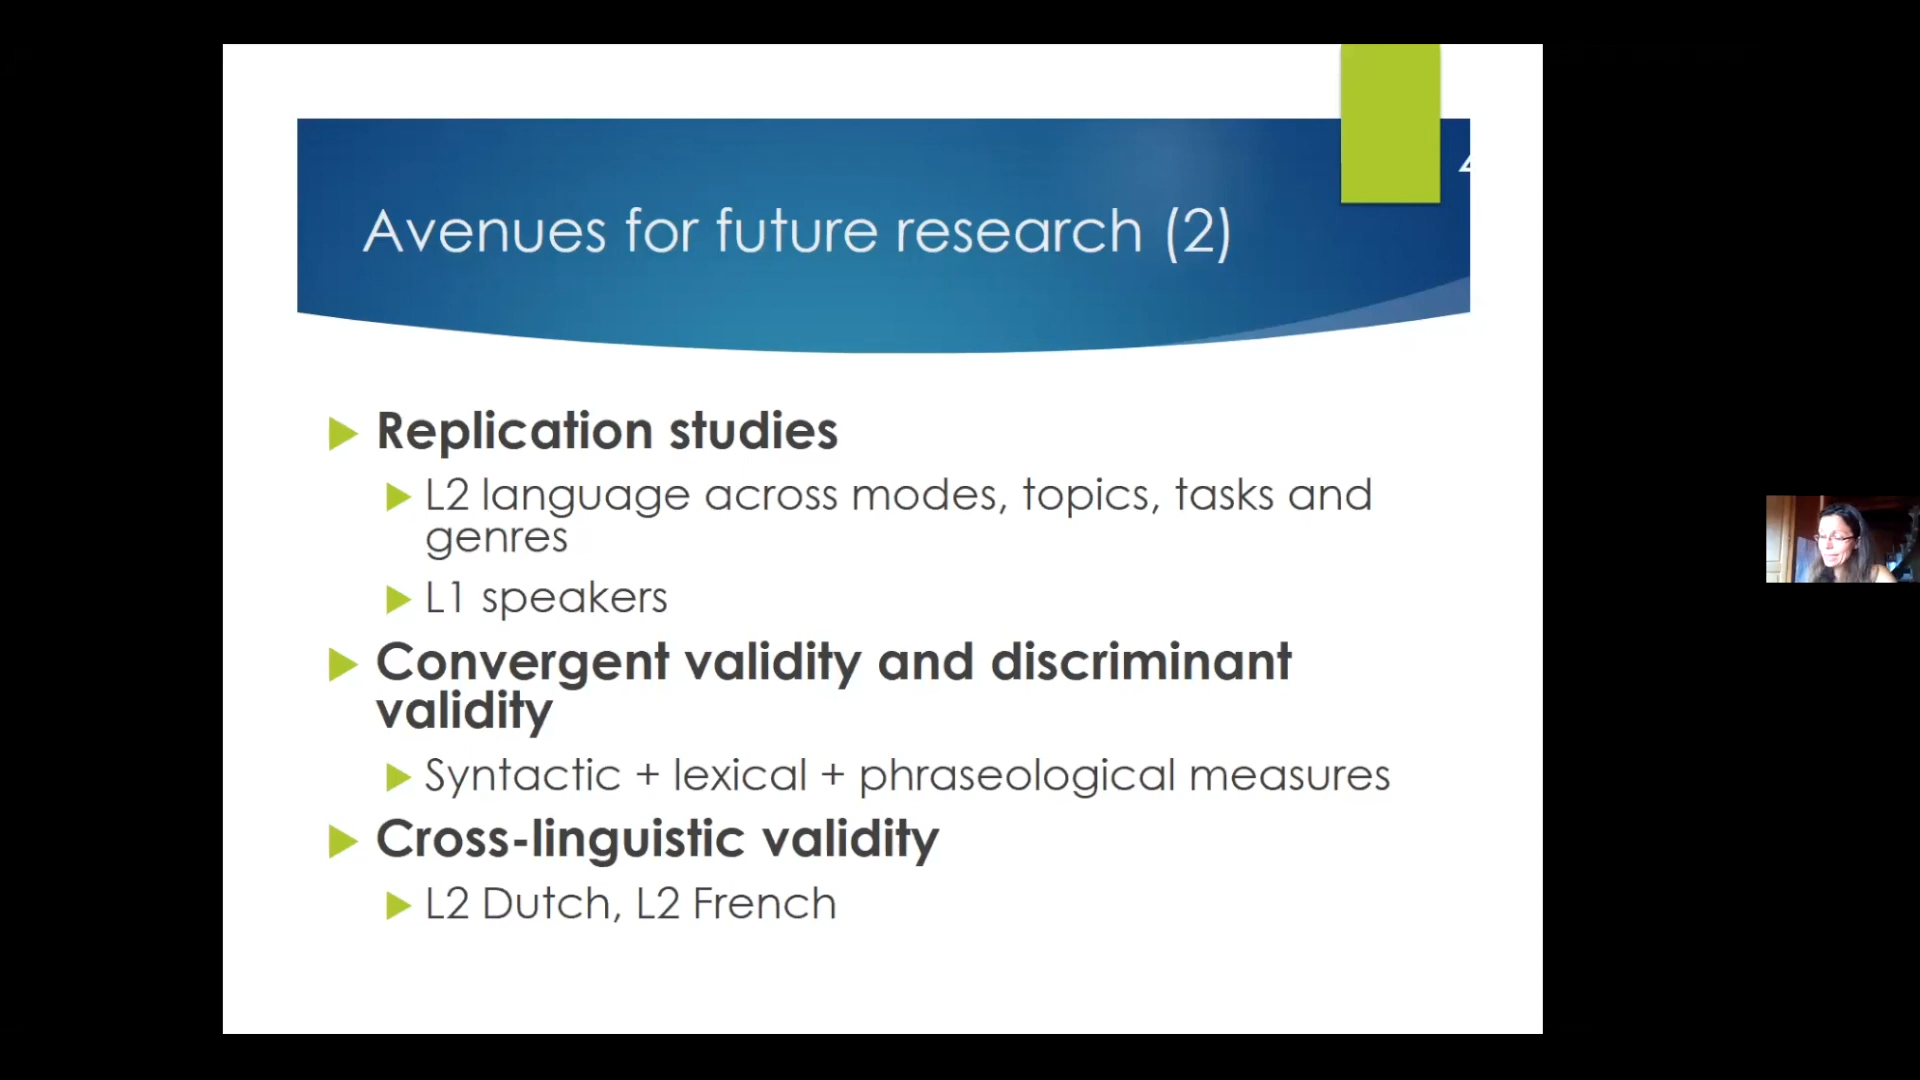 Avenues for future research (2)
Replication studies
L2 language across modes, topics, tasks and
genres
L1 speakers
Convergent validity and discriminant
validity
Syntactic + lexical + phraseological measures
Cross-linguistic validity
L2 Dutch, L2 French